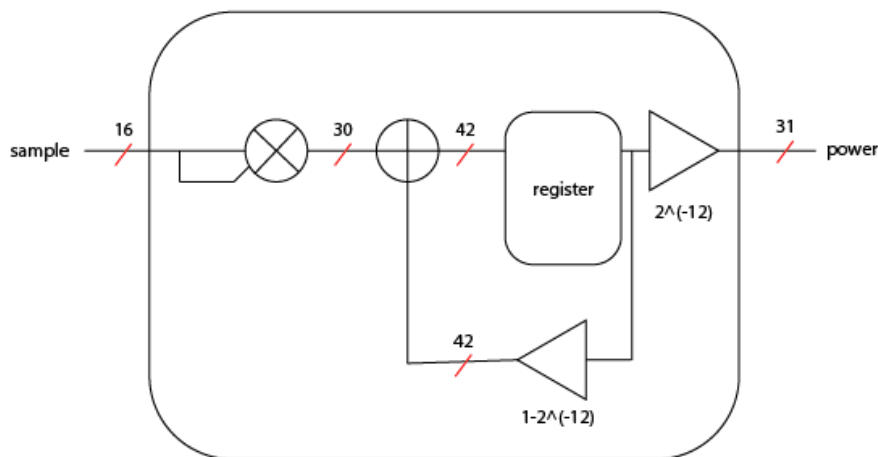 16
30
42
31
sample
power
register
2^(-12)
42
1-2^(-12)